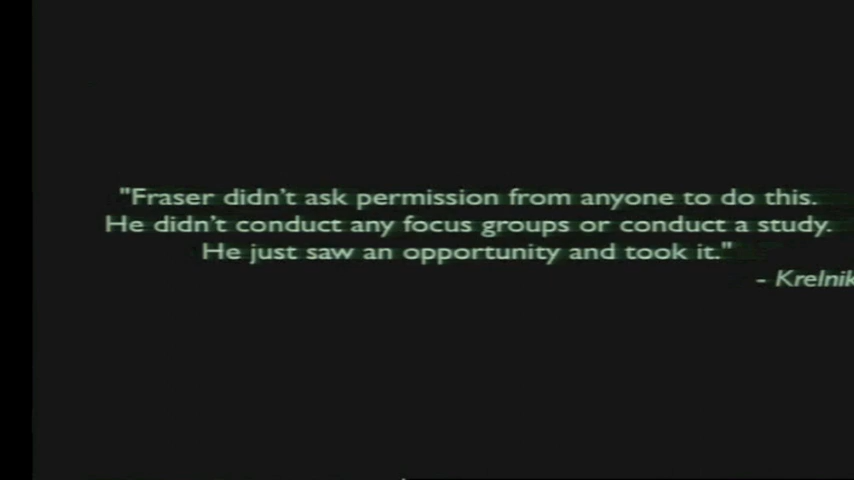 "Fraser didn't ask permission from anyone to do this.
He didn't conduct any focus groups or conduct a study.
He just saw an opportunity and took it."
- Krelnik